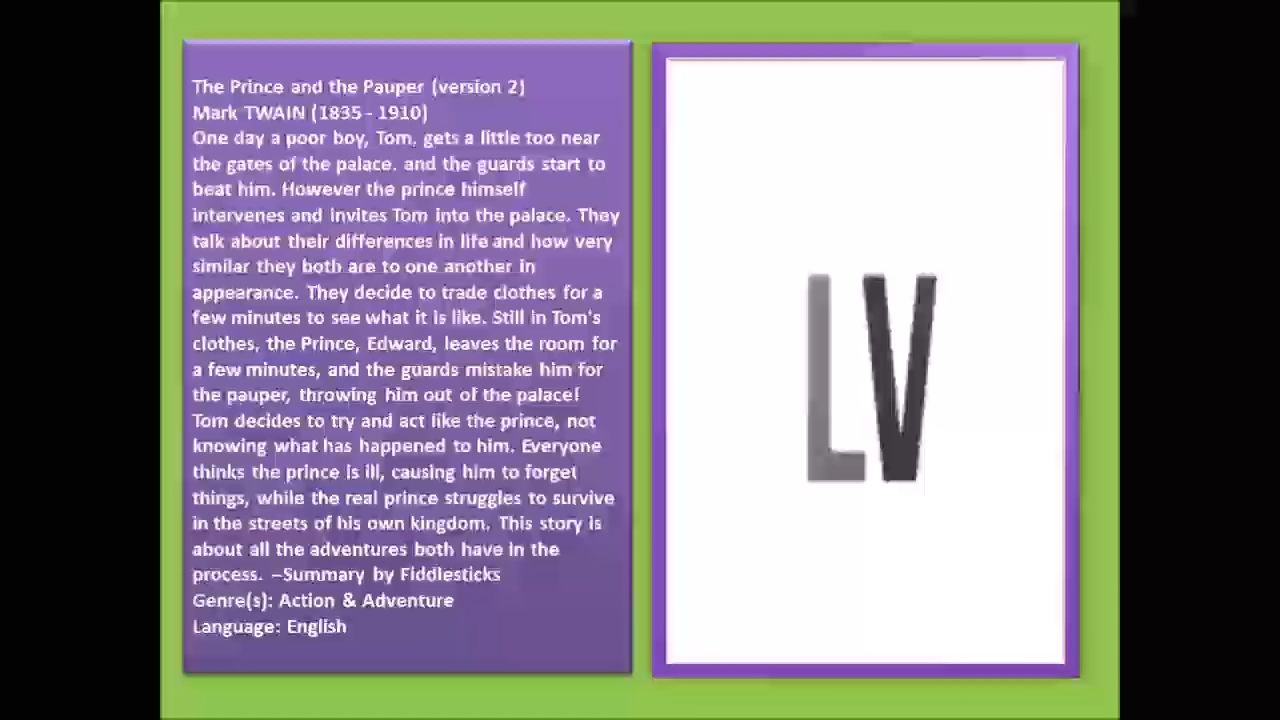 The Prince and the Pauper (version 2)
Mark TWAIN (1835 - 1910)
One day a poor boy, Tom, gets a little too near
the gates of the palace. and the guards start to
beat him. However the prince himself
intervenes and invites Tom into the palace. They
talk about their differences in life and how very
similar they both are to one another in
appearance. They decide to trade clothes for a
few minutes to see what it is like. Still in Tom's
clothes, the Prince, Edward, leaves the room for
a few minutes, and the guards mistake him for
the pauper, throwing him out of the palace!
Tom decides to try and act like the prince, not
knowing what has happened to him. Everyone
thinks the prince is ill, causing him to forget
things, while the real prince struggles to survive
in the streets of his own kingdom. This story is
about all the adventures both have in the
process. –Summary by Fiddlesticks
Genre(s): Action & Adventure
Language: English
LV